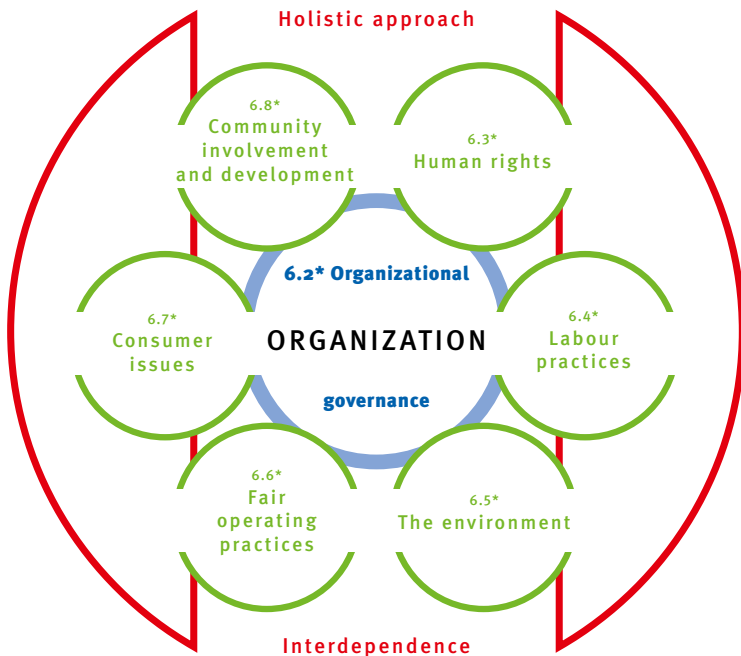 Holistic approach
6.8*
Community
involvement
and development
6.3*
Human rights
6.2* Organizational
6.7*
Consumer
issues
ORGANIZATION
6.4*
Labour
practices
governance
6.6*
Fair
operating
practices
6.5*
The environment
Interdependence